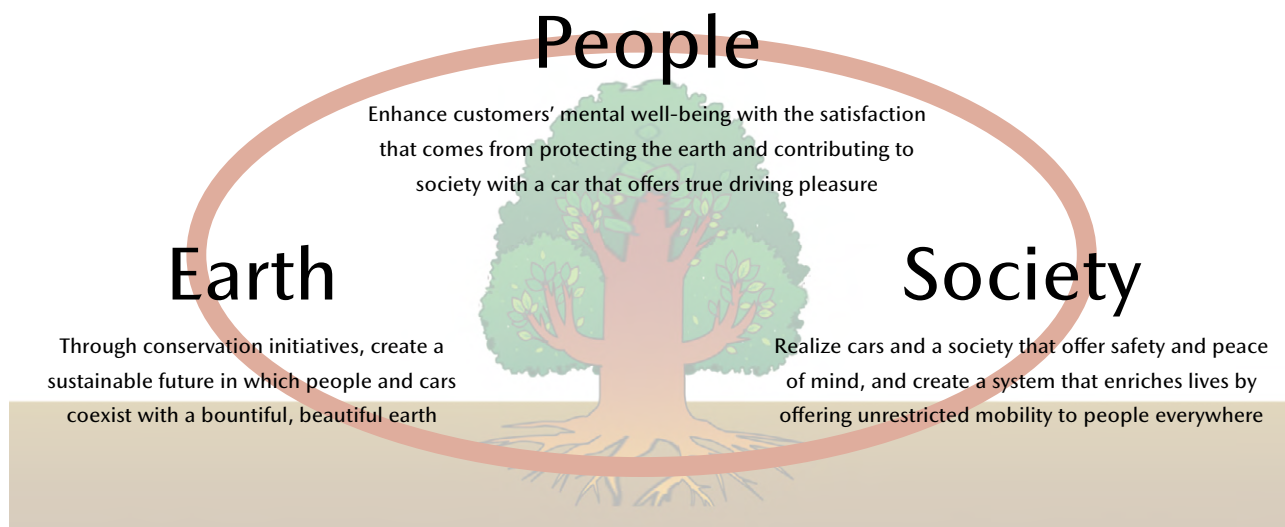 People
Enhance customers’ mental well-being with the satisfaction
that comes from protecting the earth and contributing to
society with a car that offers true driving pleasure
Earth
Through conservation initiatives, create a
sustainable future in which people and cars
coexist with a bountiful, beautiful earth
Society
Realize cars and a society that offer safety and peace
of mind, and create a system that enriches lives by
offering unrestricted mobility to people everywhere